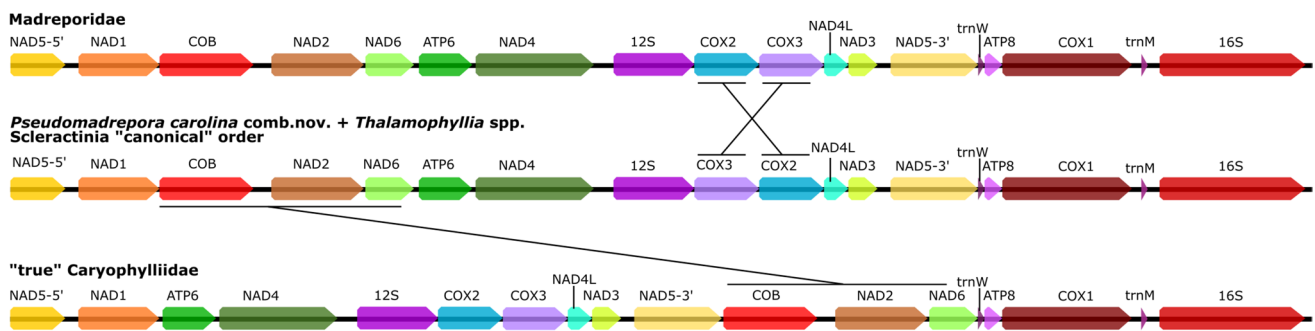 Madreporidae
NAD5-5' NAD1 COB NAD2 NAD6 ATP6 NAD4 12S COX2 COX3 NAD4L NAD3 NAD5-3' trnW ATP8 COX1 trnM 16S
Pseudomadrepora carolina comb.nov. + Thalamophyllia spp.
Scleractinia "canonical" order
NAD5-5' NAD1 COB NAD2 NAD6 ATP6 NAD4 12S COX3 COX2 NAD4L NAD3 NAD5-3' trnW ATP8 COX1 trnM 16S
"true" Caryophylliidae
NAD5-5' NAD1 ATP6 NAD4 12S COX2 COX3 NAD4L NAD3 NAD5-3' COB NAD2 NAD6 trnW ATP8 COX1 trnM 16S